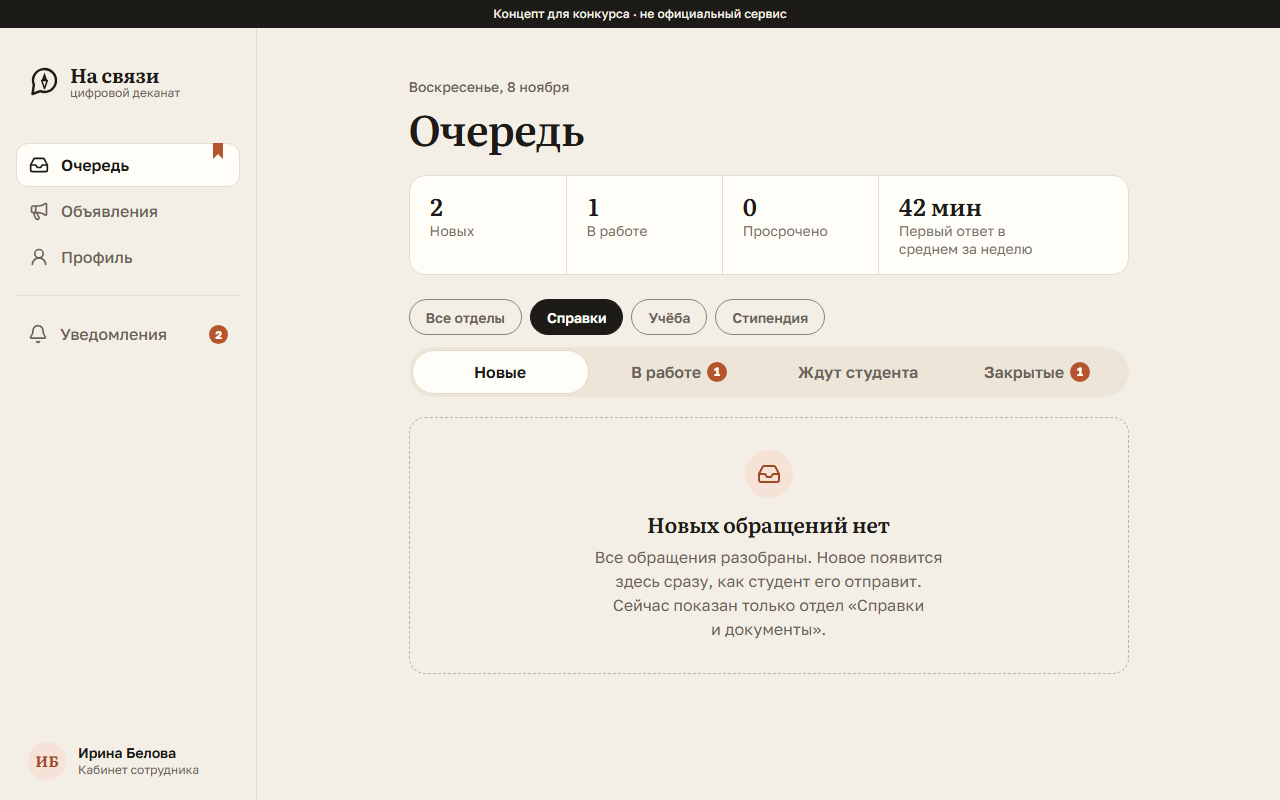 Концепт для конкурса · не официальный сервис
На связи
цифровой деканат
Очередь
Объявления
Профиль
Уведомления 2
ИБ
Ирина Белова
Кабинет сотрудника
Воскресенье, 8 ноября
Очередь
2
Новых
1
В работе
0
Просрочено
42 мин
Первый ответ в
среднем за неделю
Все отделы
Справки
Учёба
Стипендия
Новые
В работе 1
Ждут студента
Закрытые 1
Новых обращений нет
Все обращения разобраны. Новое появится
здесь сразу, как студент его отправит.
Сейчас показан только отдел «Справки
и документы».